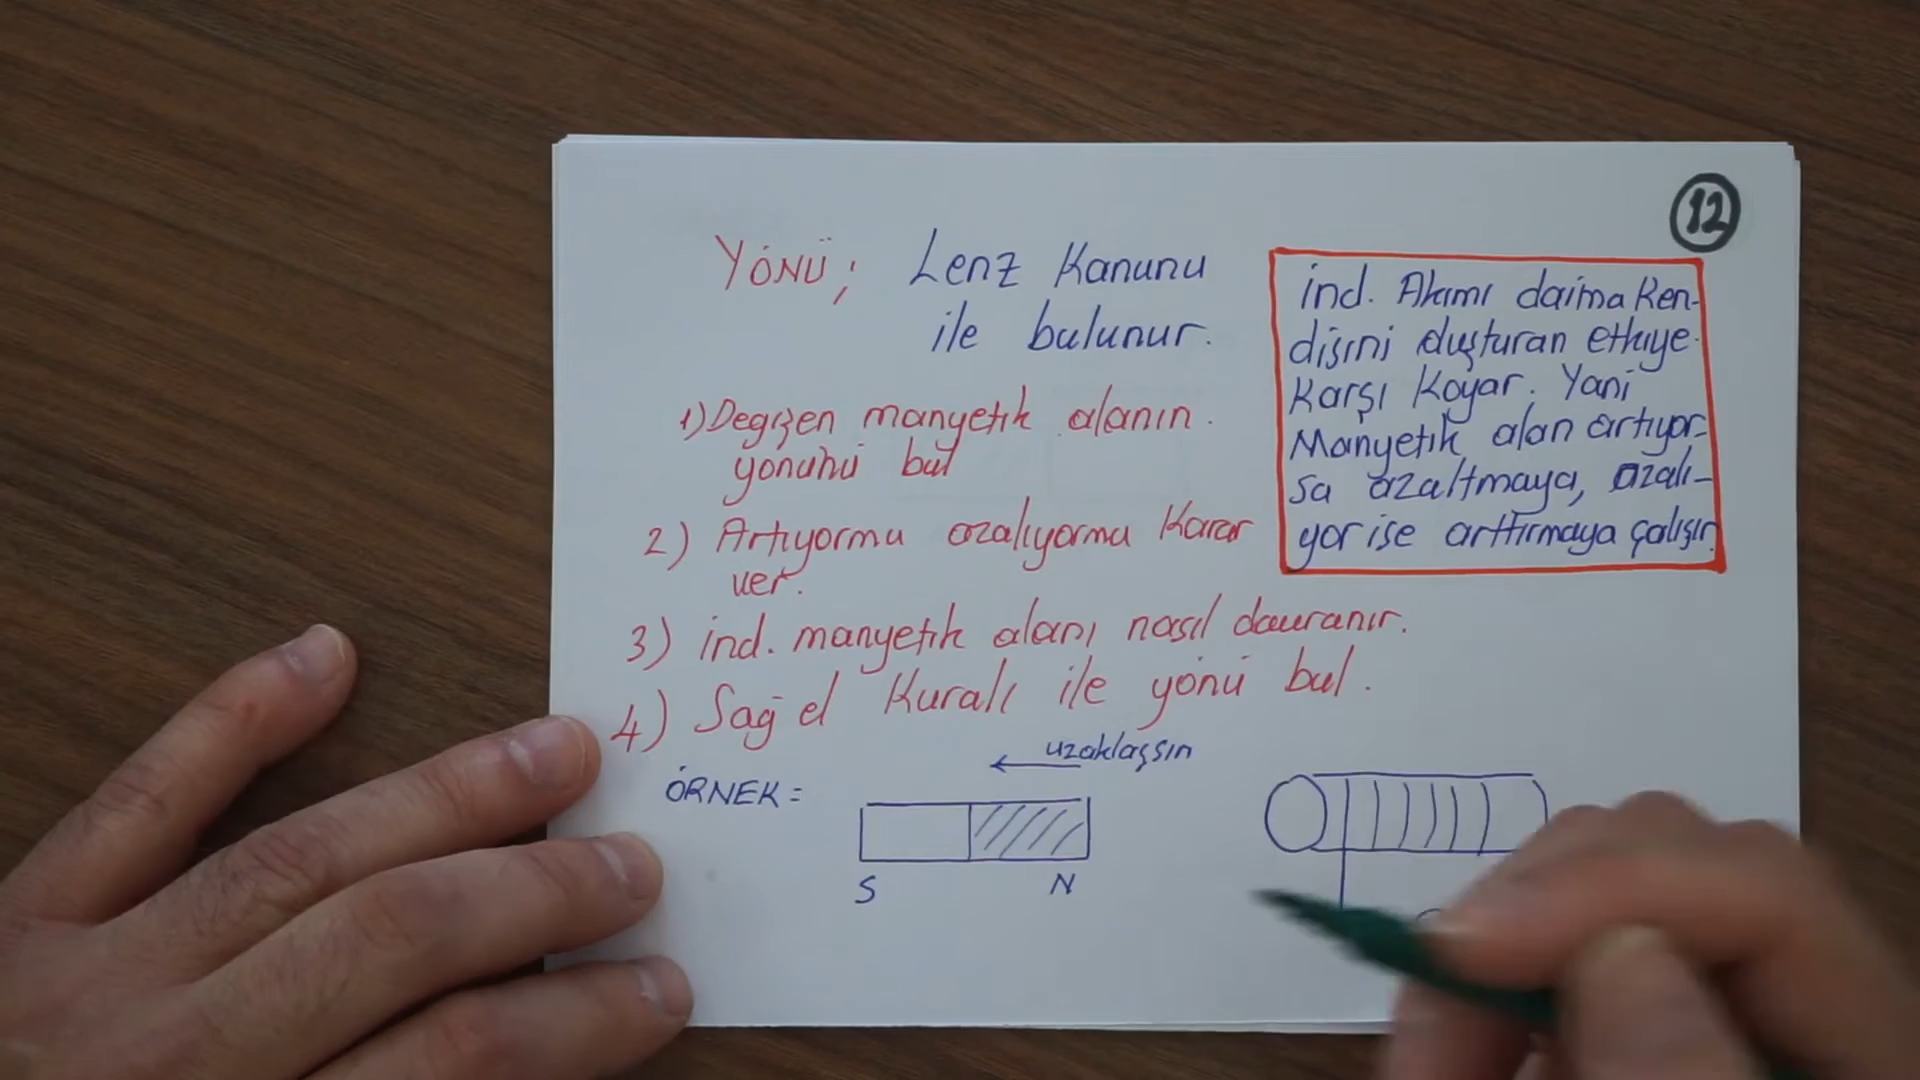 12
YÖNÜ; Lenz Kanunu
ile bulunur.
1) Değişen manyetik alanın
yönünü bul
2) Artıyormu azalıyormu Karar
ver.
3) ind. manyetik alanı nasıl davranır.
4) Sağ el Kuralı ile yönü bul.
ind. Akımı daima Ken-
disini oluşturan etkiye
Karşı Koyar. Yani
Manyetik alan artıyor-
sa azaltmaya, azalı-
yor ise arttırmaya çalışır.
ÖRNEK =
uzaklaşsın
S N